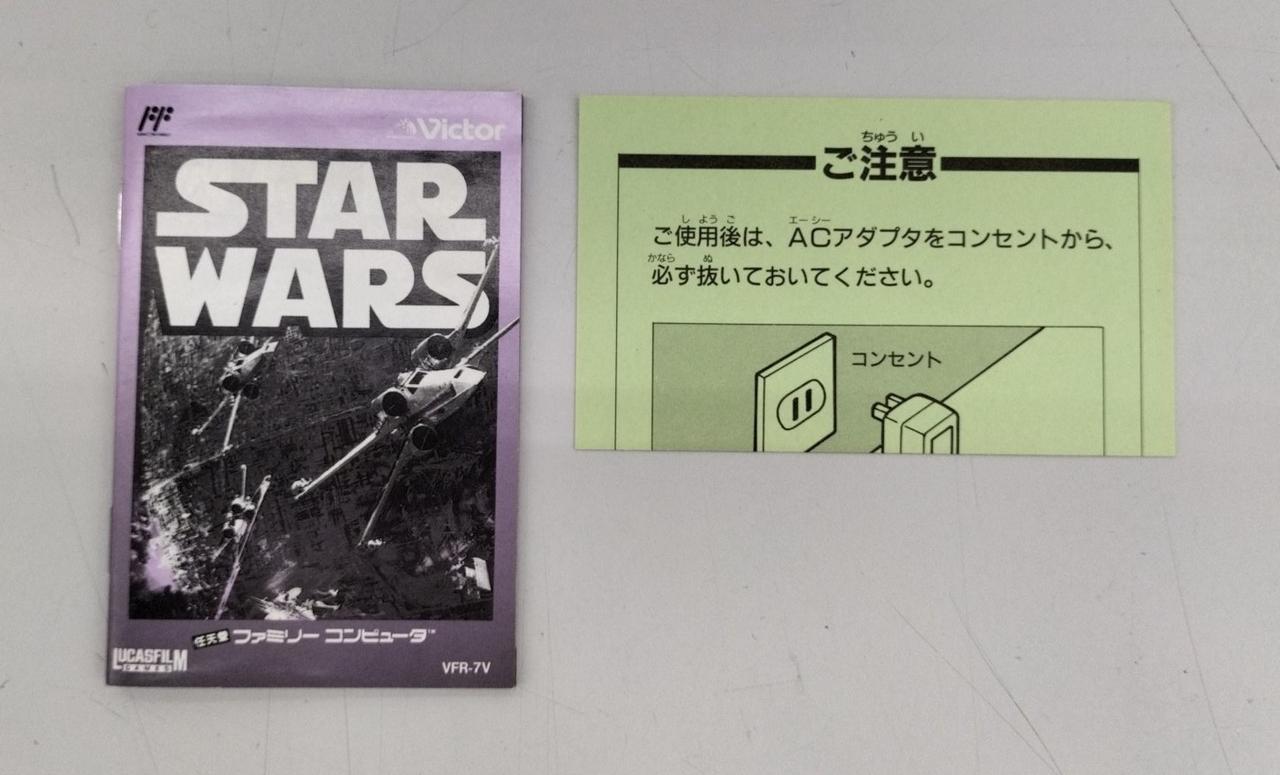 Victor
STAR
WARS
任天堂 ファミリー コンピュータ™
LUCASFILM
GAMES
VFR-7V
ちゅう い
ご注意
し よう ご エー シー
ご使用後は、ACアダプタをコンセントから、
かなら ぬ
必ず抜いておいてください。
コンセント